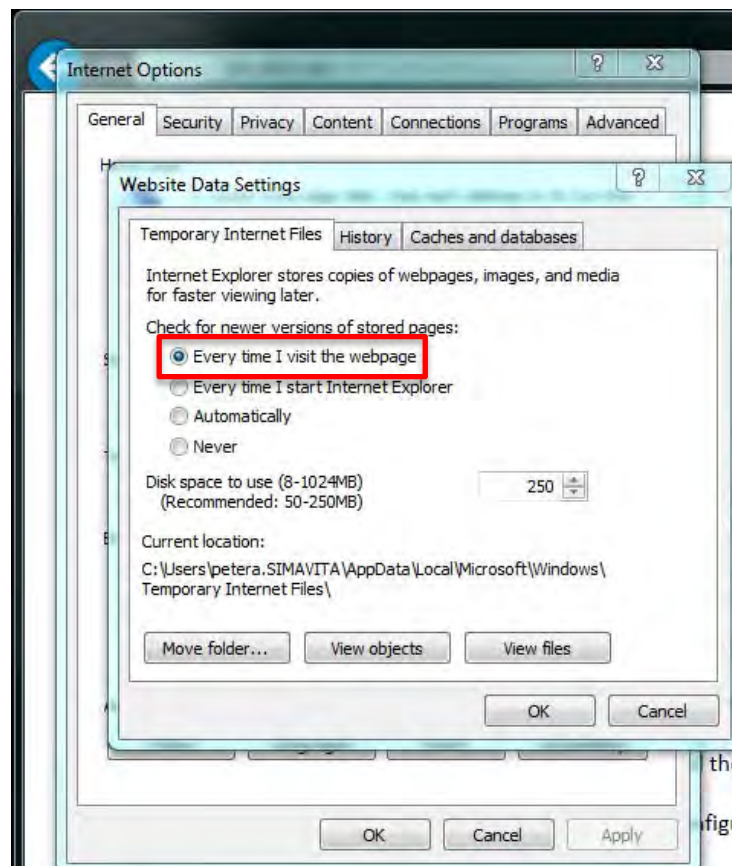 Internet Options
General Security Privacy Content Connections Programs Advanced
Website Data Settings
Temporary Internet Files History Caches and databases
Internet Explorer stores copies of webpages, images, and media
for faster viewing later.
Check for newer versions of stored pages:
Every time I visit the webpage
Every time I start Internet Explorer
Automatically
Never
Disk space to use (8-1024MB) 250
(Recommended: 50-250MB)
Current location:
C:\Users\petera.SIMAVITA\AppData\Local\Microsoft\Windows\
Temporary Internet Files\
Move folder... View objects View files
OK Cancel
OK Cancel Apply